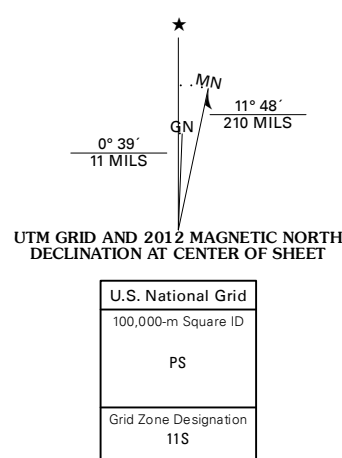 MN
11° 48´
210 MILS
GN
0° 39´
11 MILS
UTM GRID AND 2012 MAGNETIC NORTH
DECLINATION AT CENTER OF SHEET
U.S. National Grid
100,000-m Square ID
PS
Grid Zone Designation
11S